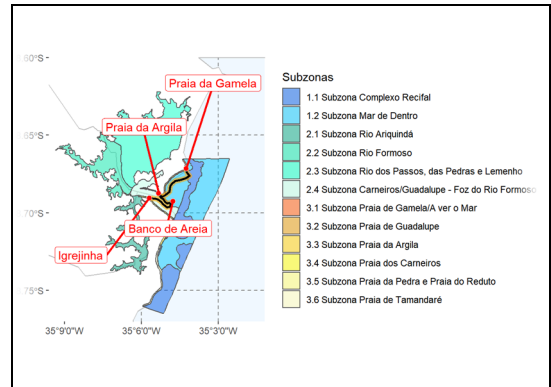 60°S
Praia da Gamela
Praia da Argila
65°S
70°S
Banco de Areia
Igrejinha
75°S
35°9'0"W
35°6'0"W
35°3'0"W
Subzonas
1.1 Subzona Complexo Recifal
1.2 Subzona Mar de Dentro
2.1 Subzona Rio Ariquindá
2.2 Subzona Rio Formoso
2.3 Subzona Rio dos Passos, das Pedras e Lemenho
2.4 Subzona Carneiros/Guadalupe - Foz do Rio Formoso
3.1 Subzona Praia de Gamela/A ver o Mar
3.2 Subzona Praia de Guadalupe
3.3 Subzona Praia da Argila
3.4 Subzona Praia dos Carneiros
3.5 Subzona Praia da Pedra e Praia do Reduto
3.6 Subzona Praia de Tamandaré